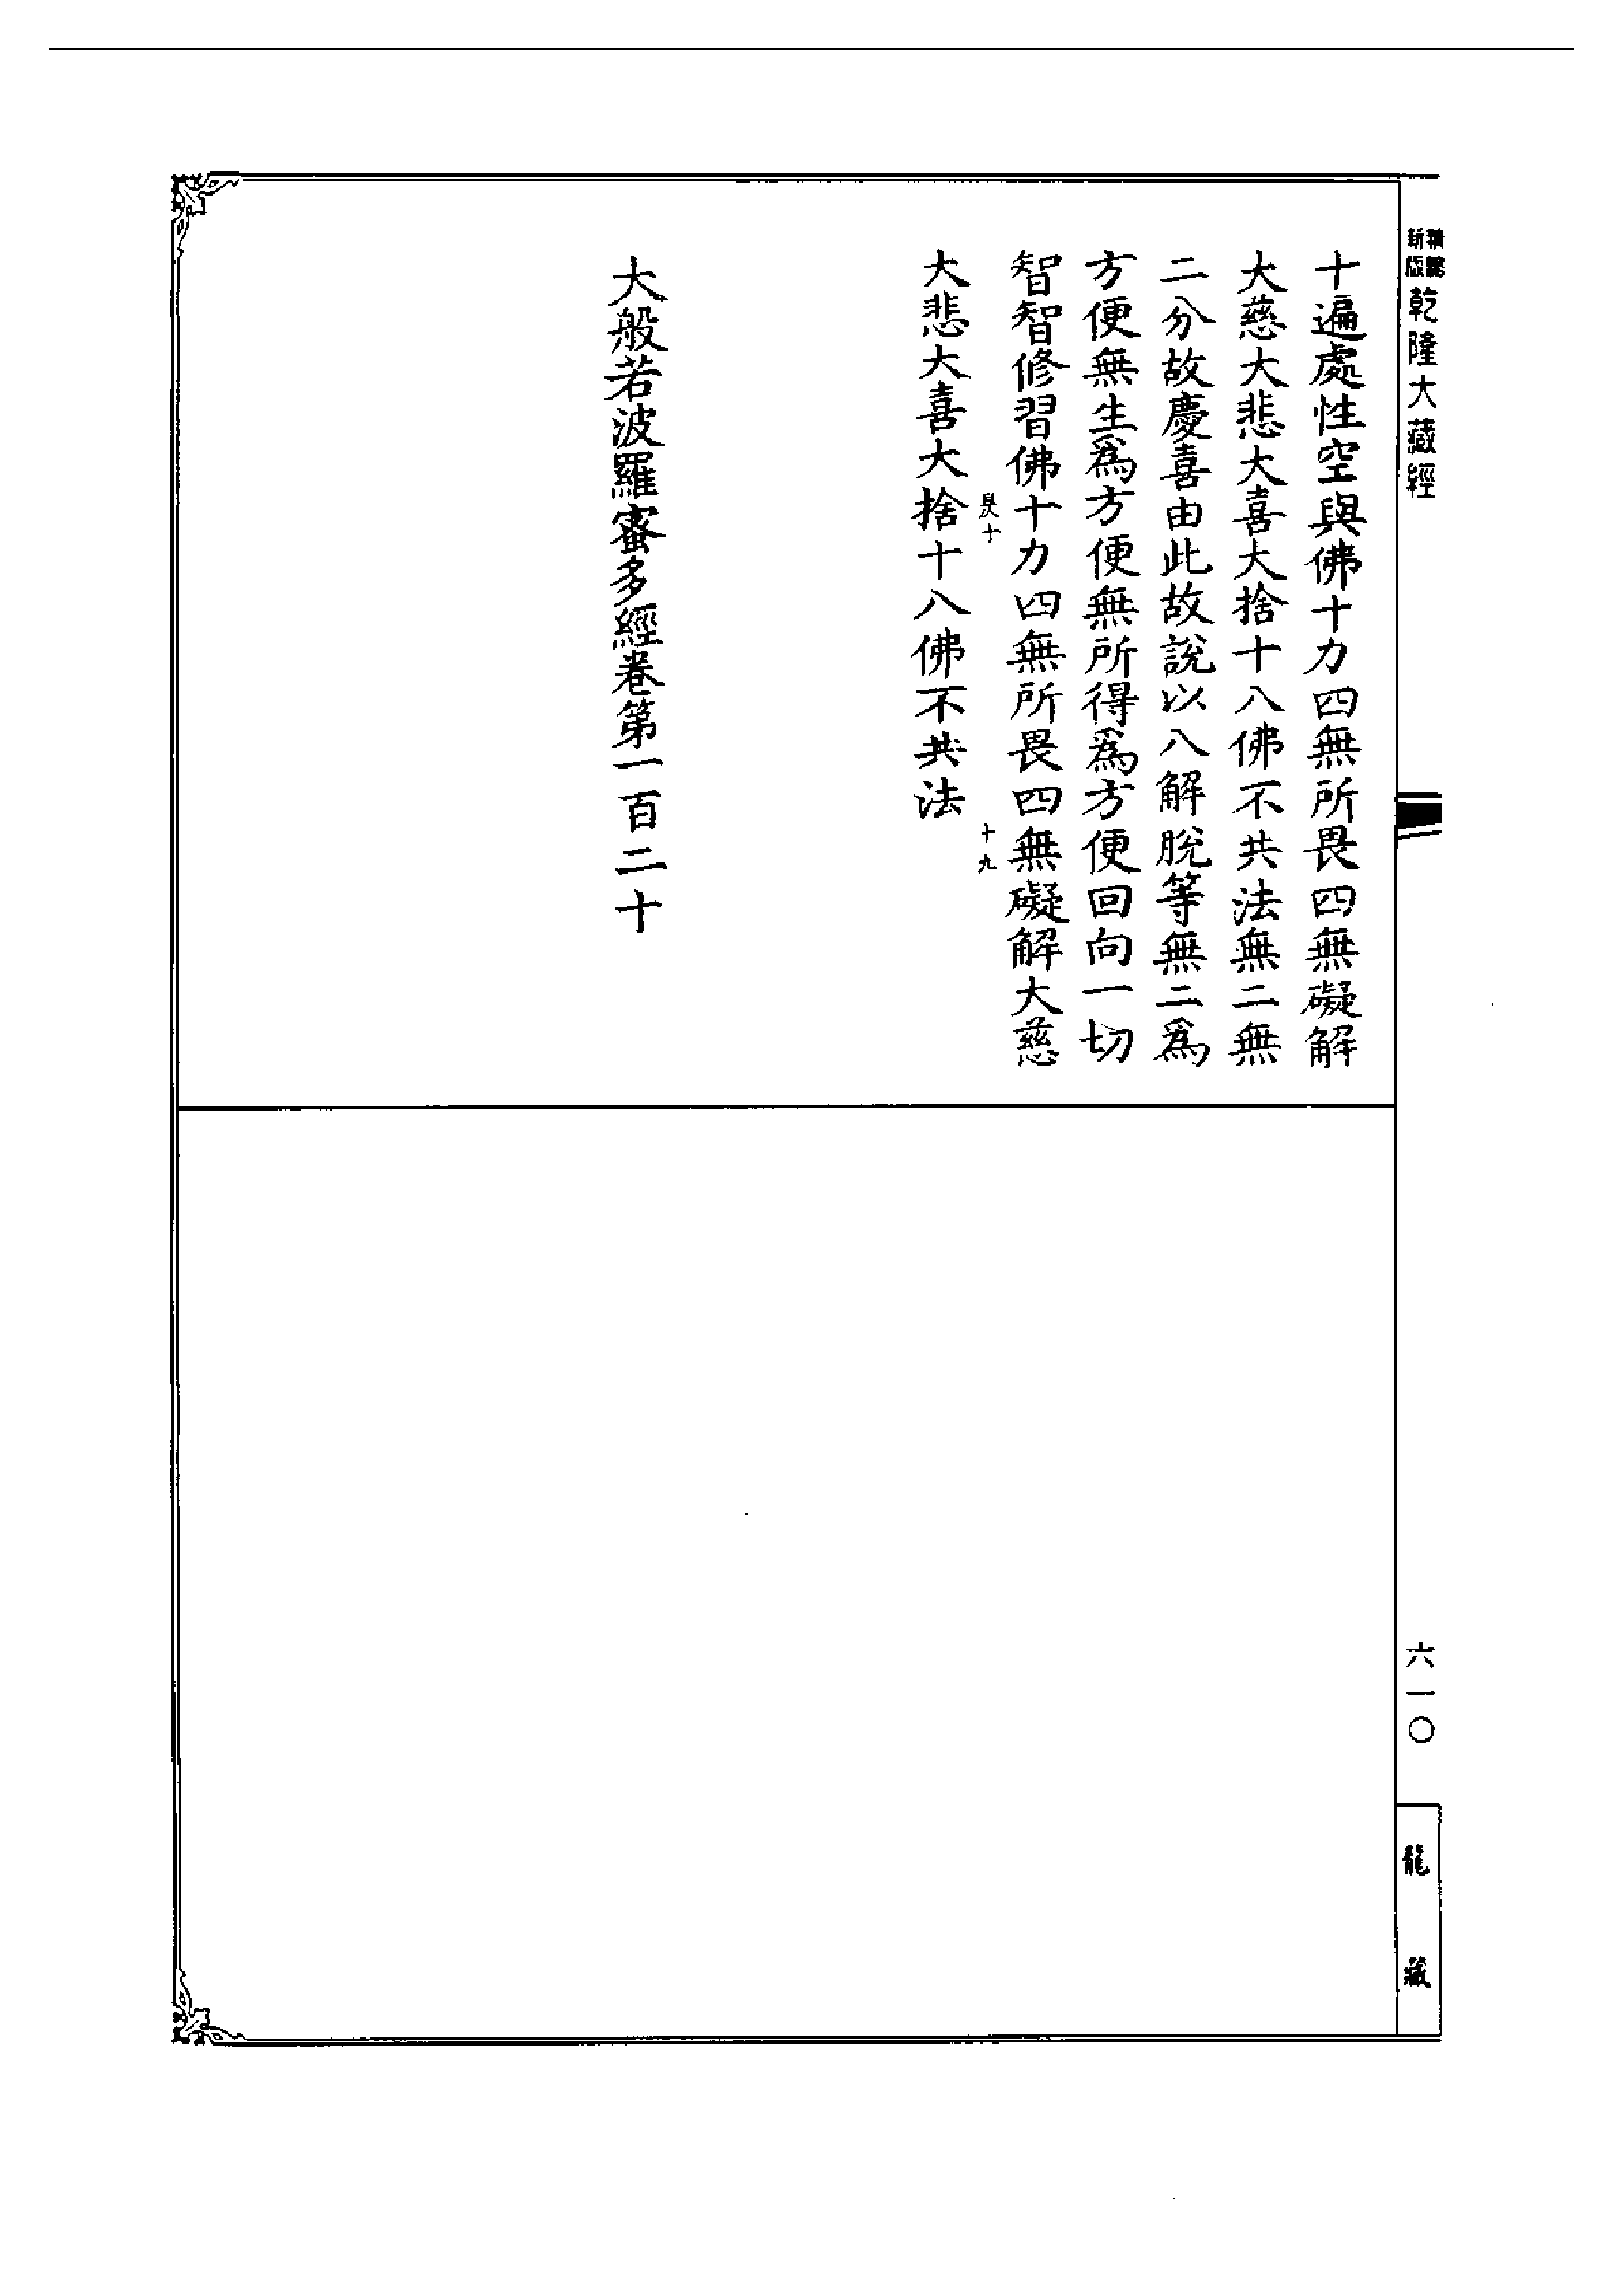 乾隆大藏經
十遍處性空與佛十力四無所畏四無礙解
大慈大悲大喜大捨十八佛不共法無二無
二分故慶喜由此故說以八解脫等無二爲
方便無生爲方便無所得爲方便回向一切
智智修習佛十力四無所畏四無礙解大慈
十九
大悲大喜大捨十八佛不共法
大般若波羅蜜多經卷第一百二十
六一〇
龍藏